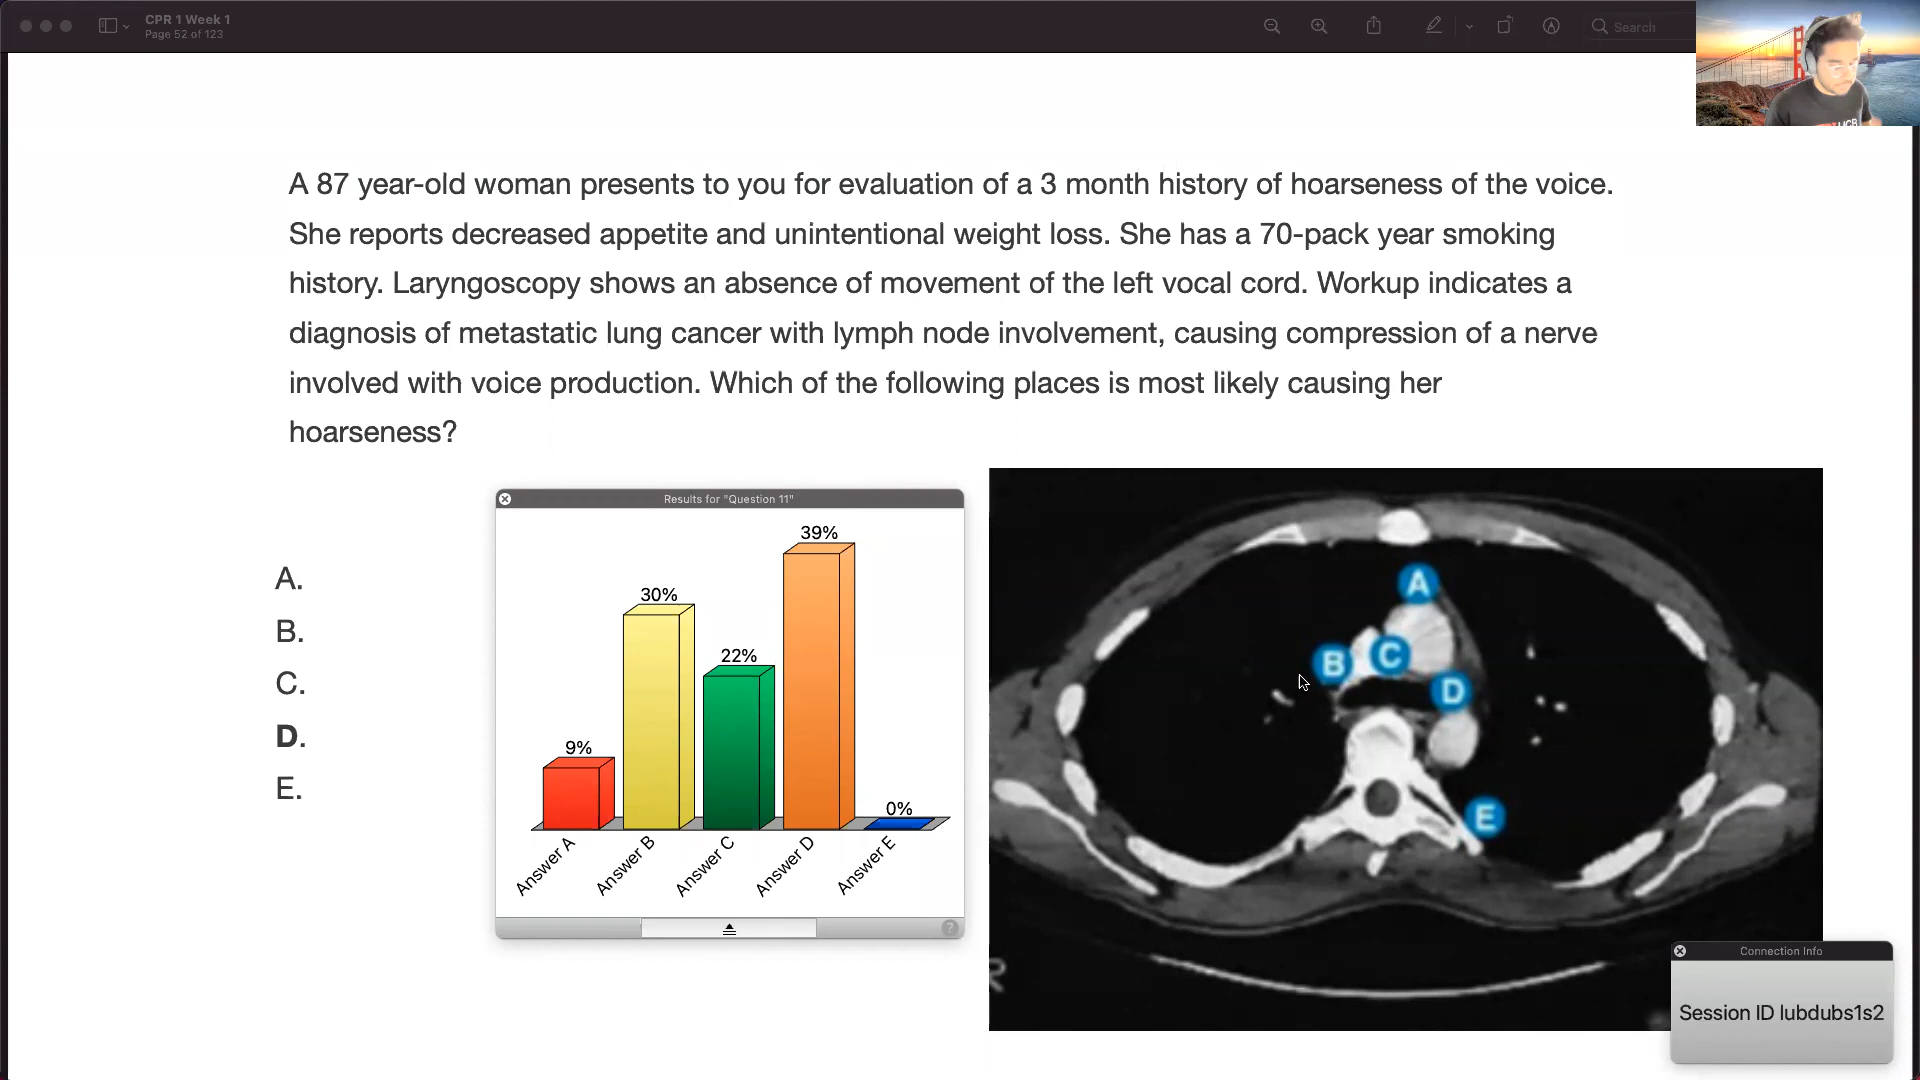 CPR 1 Week 1
Page 52 of 123
Search
A 87 year-old woman presents to you for evaluation of a 3 month history of hoarseness of the voice.
She reports decreased appetite and unintentional weight loss. She has a 70-pack year smoking
history. Laryngoscopy shows an absence of movement of the left vocal cord. Workup indicates a
diagnosis of metastatic lung cancer with lymph node involvement, causing compression of a nerve
involved with voice production. Which of the following places is most likely causing her
hoarseness?
A.
B.
C.
D.
E.
Results for "Question 11"
9%
30%
22%
39%
0%
Answer A
Answer B
Answer C
Answer D
Answer E
?
A
B
C
D
E
R
Connection Info
Session ID lubdubs1s2